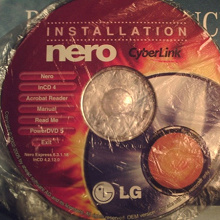 INSTALLATION
nero CyberLink
Nero
InCD 4
Acrobat Reader
Manual
Read Me
PowerDVD 5
Exit
LG